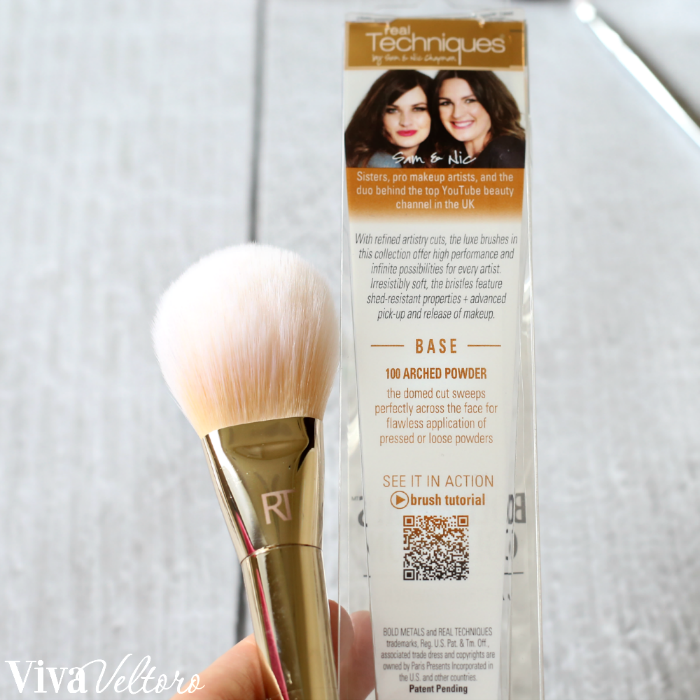 real
Techniques
by Sam & Nic Chapman
Sam & Nic
Sisters, pro makeup artists, and the
duo behind the top YouTube beauty
channel in the UK
With refined artistry cuts, the luxe brushes in
this collection offer high performance and
infinite possibilities for every artist.
Irresistibly soft, the bristles feature
shed-resistant properties + advanced
pick-up and release of makeup.
BASE
100 ARCHED POWDER
the domed cut sweeps
perfectly across the face for
flawless application of
pressed or loose powders
SEE IT IN ACTION
brush tutorial
RT
BOLD METALS and REAL TECHNIQUES
trademarks, Reg. U.S. Pat. & Tm. Off.,
associated trade dress and copyrights are
owned by Paris Presents Incorporated in
the U.S. and other countries.
Patent Pending
Viva Veltoro